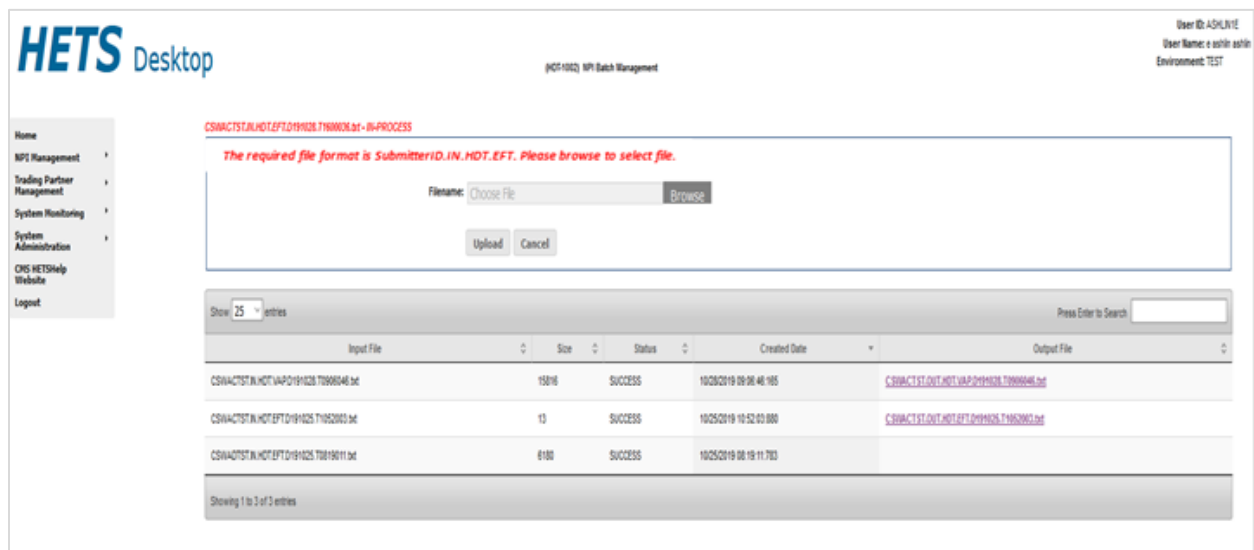 HETS Desktop
User ID: ASHLIN1E
User Name: e ashin ashin
Environment: TEST
(HDT-1002) NPI Batch Management
Home
NPI Management
Trading Partner
Management
System Monitoring
System
Administration
CMS HETSHelp
Website
Logout
CSWACTST.IN.HDT.EFT.D191028.T1600036.txt - IN-PROCESS
The required file format is SubmitterID.IN.HDT.EFT. Please browse to select file.
Filename: Choose File Browse
Upload Cancel
Show 25 entries Press Enter to Search
Input File Size Status Created Date Output File
CSWACTST.IN.HDT.VAP.D191028.T0906046.txt 15816 SUCCESS 10/28/2019 09:06:46:165 CSWACTST.OUT.HDT.VAP.D191028.T0906046.txt
CSWACTST.IN.HDT.EFT.D191025.T1052003.txt 13 SUCCESS 10/25/2019 10:52:03:880 CSWACTST.OUT.HDT.EFT.D191025.T1052003.txt
CSWADTST.IN.HDT.EFT.D191025.T0819011.txt 6180 SUCCESS 10/25/2019 08:19:11:783
Showing 1 to 3 of 3 entries